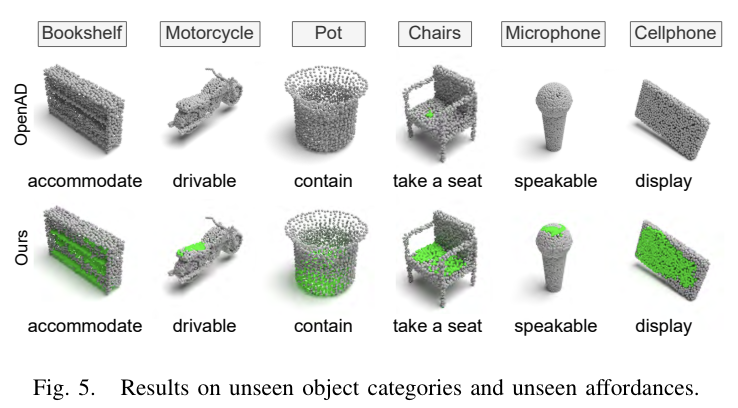 Bookshelf Motorcycle Pot Chairs Microphone Cellphone
OpenAD
accommodate drivable contain take a seat speakable display
Ours
accommodate drivable contain take a seat speakable display
Fig. 5. Results on unseen object categories and unseen affordances.